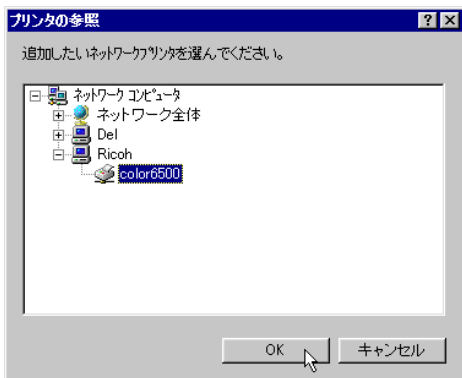 プリンタの参照
追加したいネットワークプリンタを選んでください。
ネットワーク コンピュータ
ネットワーク全体
Del
Ricoh
color6500
OK キャンセル